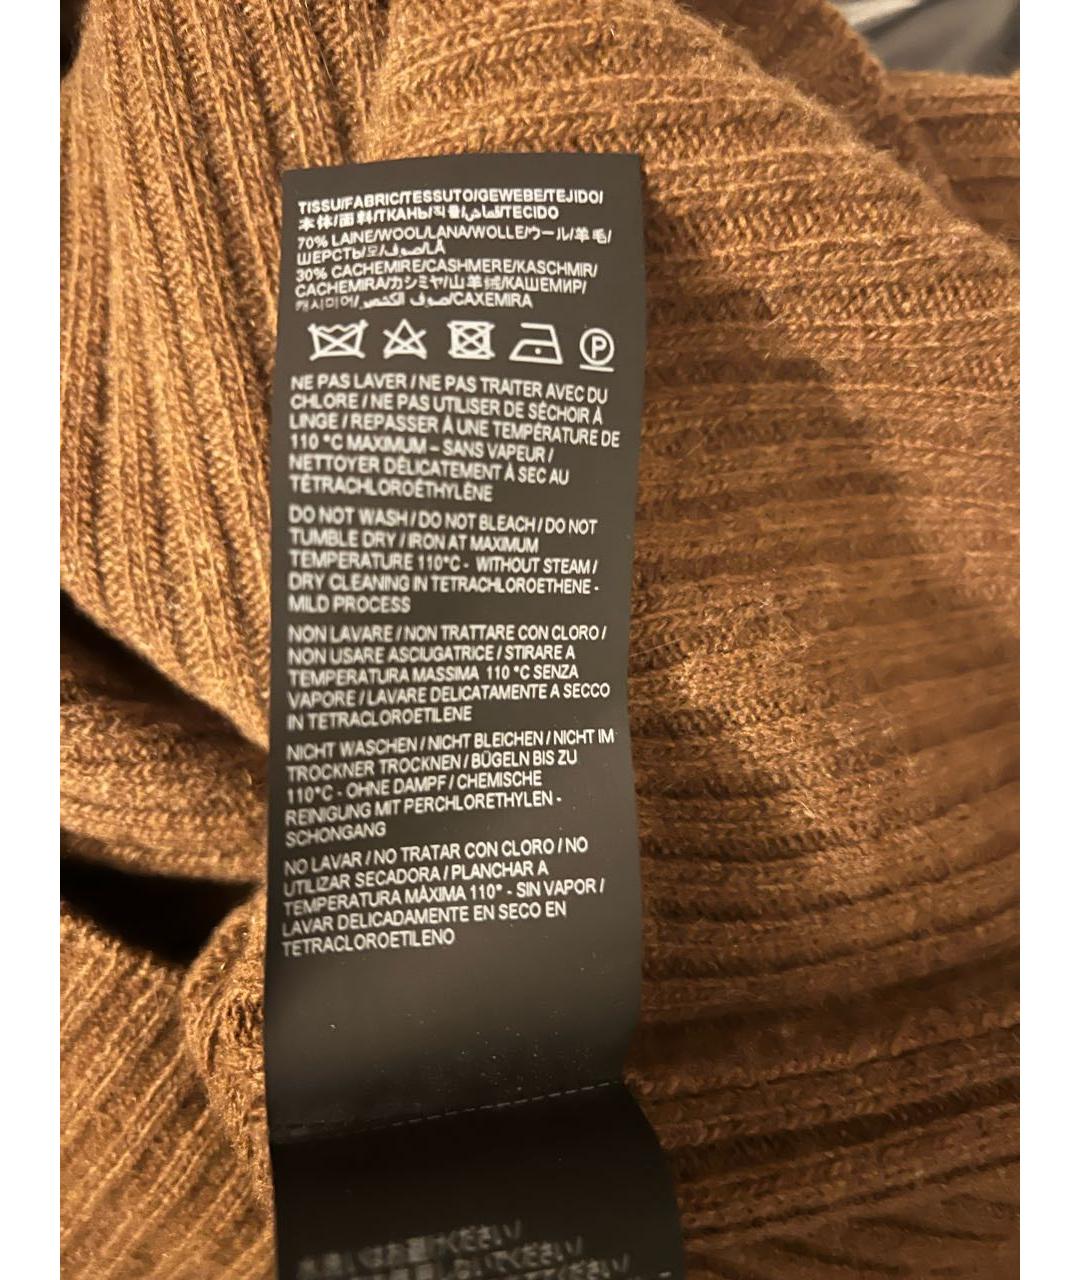 TISSU/FABRIC/TESSUTO/GEWEBE/TEJIDO/
本体/面料/ТКАНЬ/직물/قماش/TECIDO
70% LAINE/WOOL/LANA/WOLLE/ウール/羊毛/
ШЕРСТЬ/모/صوف/LÃ
30% CACHEMIRE/CASHMERE/KASCHMIR/
CACHEMIRA/カシミヤ/山羊绒/КАШЕМИР/
캐시미어/صوف الكشمير/CAXEMIRA
P
NE PAS LAVER / NE PAS TRAITER AVEC DU
CHLORE / NE PAS UTILISER DE SÉCHOIR À
LINGE / REPASSER À UNE TEMPÉRATURE DE
110 °C MAXIMUM – SANS VAPEUR /
NETTOYER DÉLICATEMENT À SEC AU
TÉTRACHLOROÉTHYLÈNE
DO NOT WASH / DO NOT BLEACH / DO NOT
TUMBLE DRY / IRON AT MAXIMUM
TEMPERATURE 110°C - WITHOUT STEAM /
DRY CLEANING IN TETRACHLOROETHENE -
MILD PROCESS
NON LAVARE / NON TRATTARE CON CLORO /
NON USARE ASCIUGATRICE / STIRARE A
TEMPERATURA MASSIMA 110 °C SENZA
VAPORE / LAVARE DELICATAMENTE A SECCO
IN TETRACLOROETILENE
NICHT WASCHEN / NICHT BLEICHEN / NICHT IM
TROCKNER TROCKNEN / BÜGELN BIS ZU
110°C - OHNE DAMPF / CHEMISCHE
REINIGUNG MIT PERCHLORETHYLEN -
SCHONGANG
NO LAVAR / NO TRATAR CON CLORO / NO
UTILIZAR SECADORA / PLANCHAR A
TEMPERATURA MÁXIMA 110° - SIN VAPOR /
LAVAR DELICADAMENTE EN SECO EN
TETRACLOROETILENO